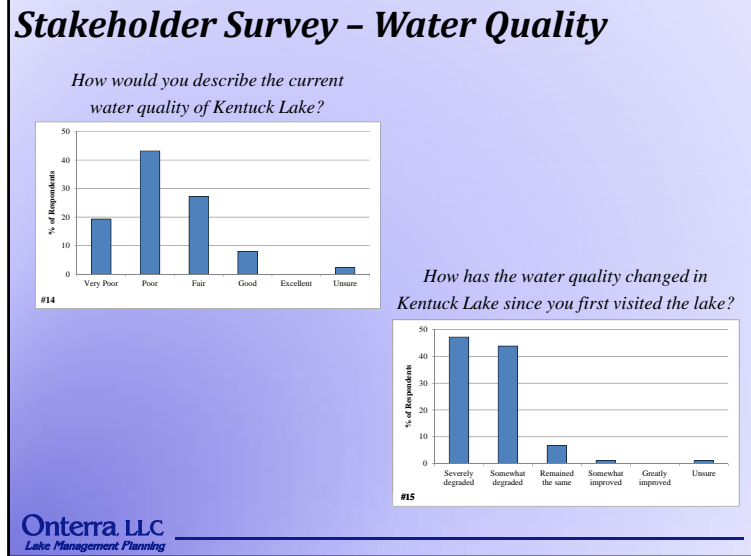 Stakeholder Survey – Water Quality
How would you describe the current
water quality of Kentuck Lake?
50
40
30
20
10
0
% of Respondents
Very Poor Poor Fair Good Excellent Unsure
#14
How has the water quality changed in
Kentuck Lake since you first visited the lake?
50
40
30
20
10
0
% of Respondents
Severely Somewhat Remained Somewhat Greatly Unsure
degraded degraded the same improved improved
#15
Onterra LLC
Lake Management Planning